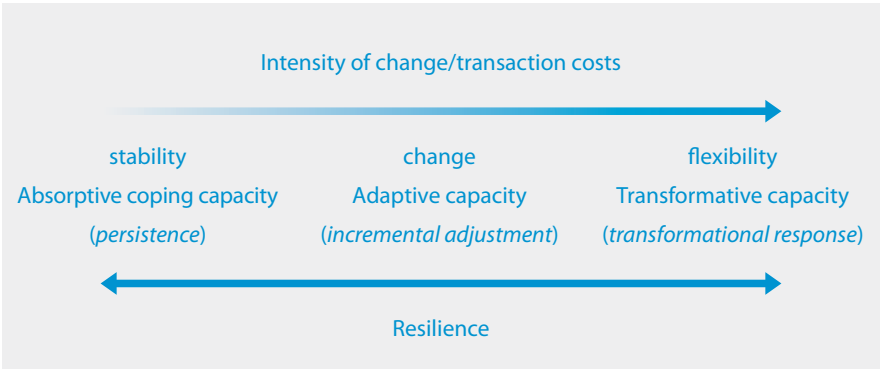 Intensity of change/transaction costs
stability change flexibility
Absorptive coping capacity Adaptive capacity Transformative capacity
(persistence) (incremental adjustment) (transformational response)
Resilience